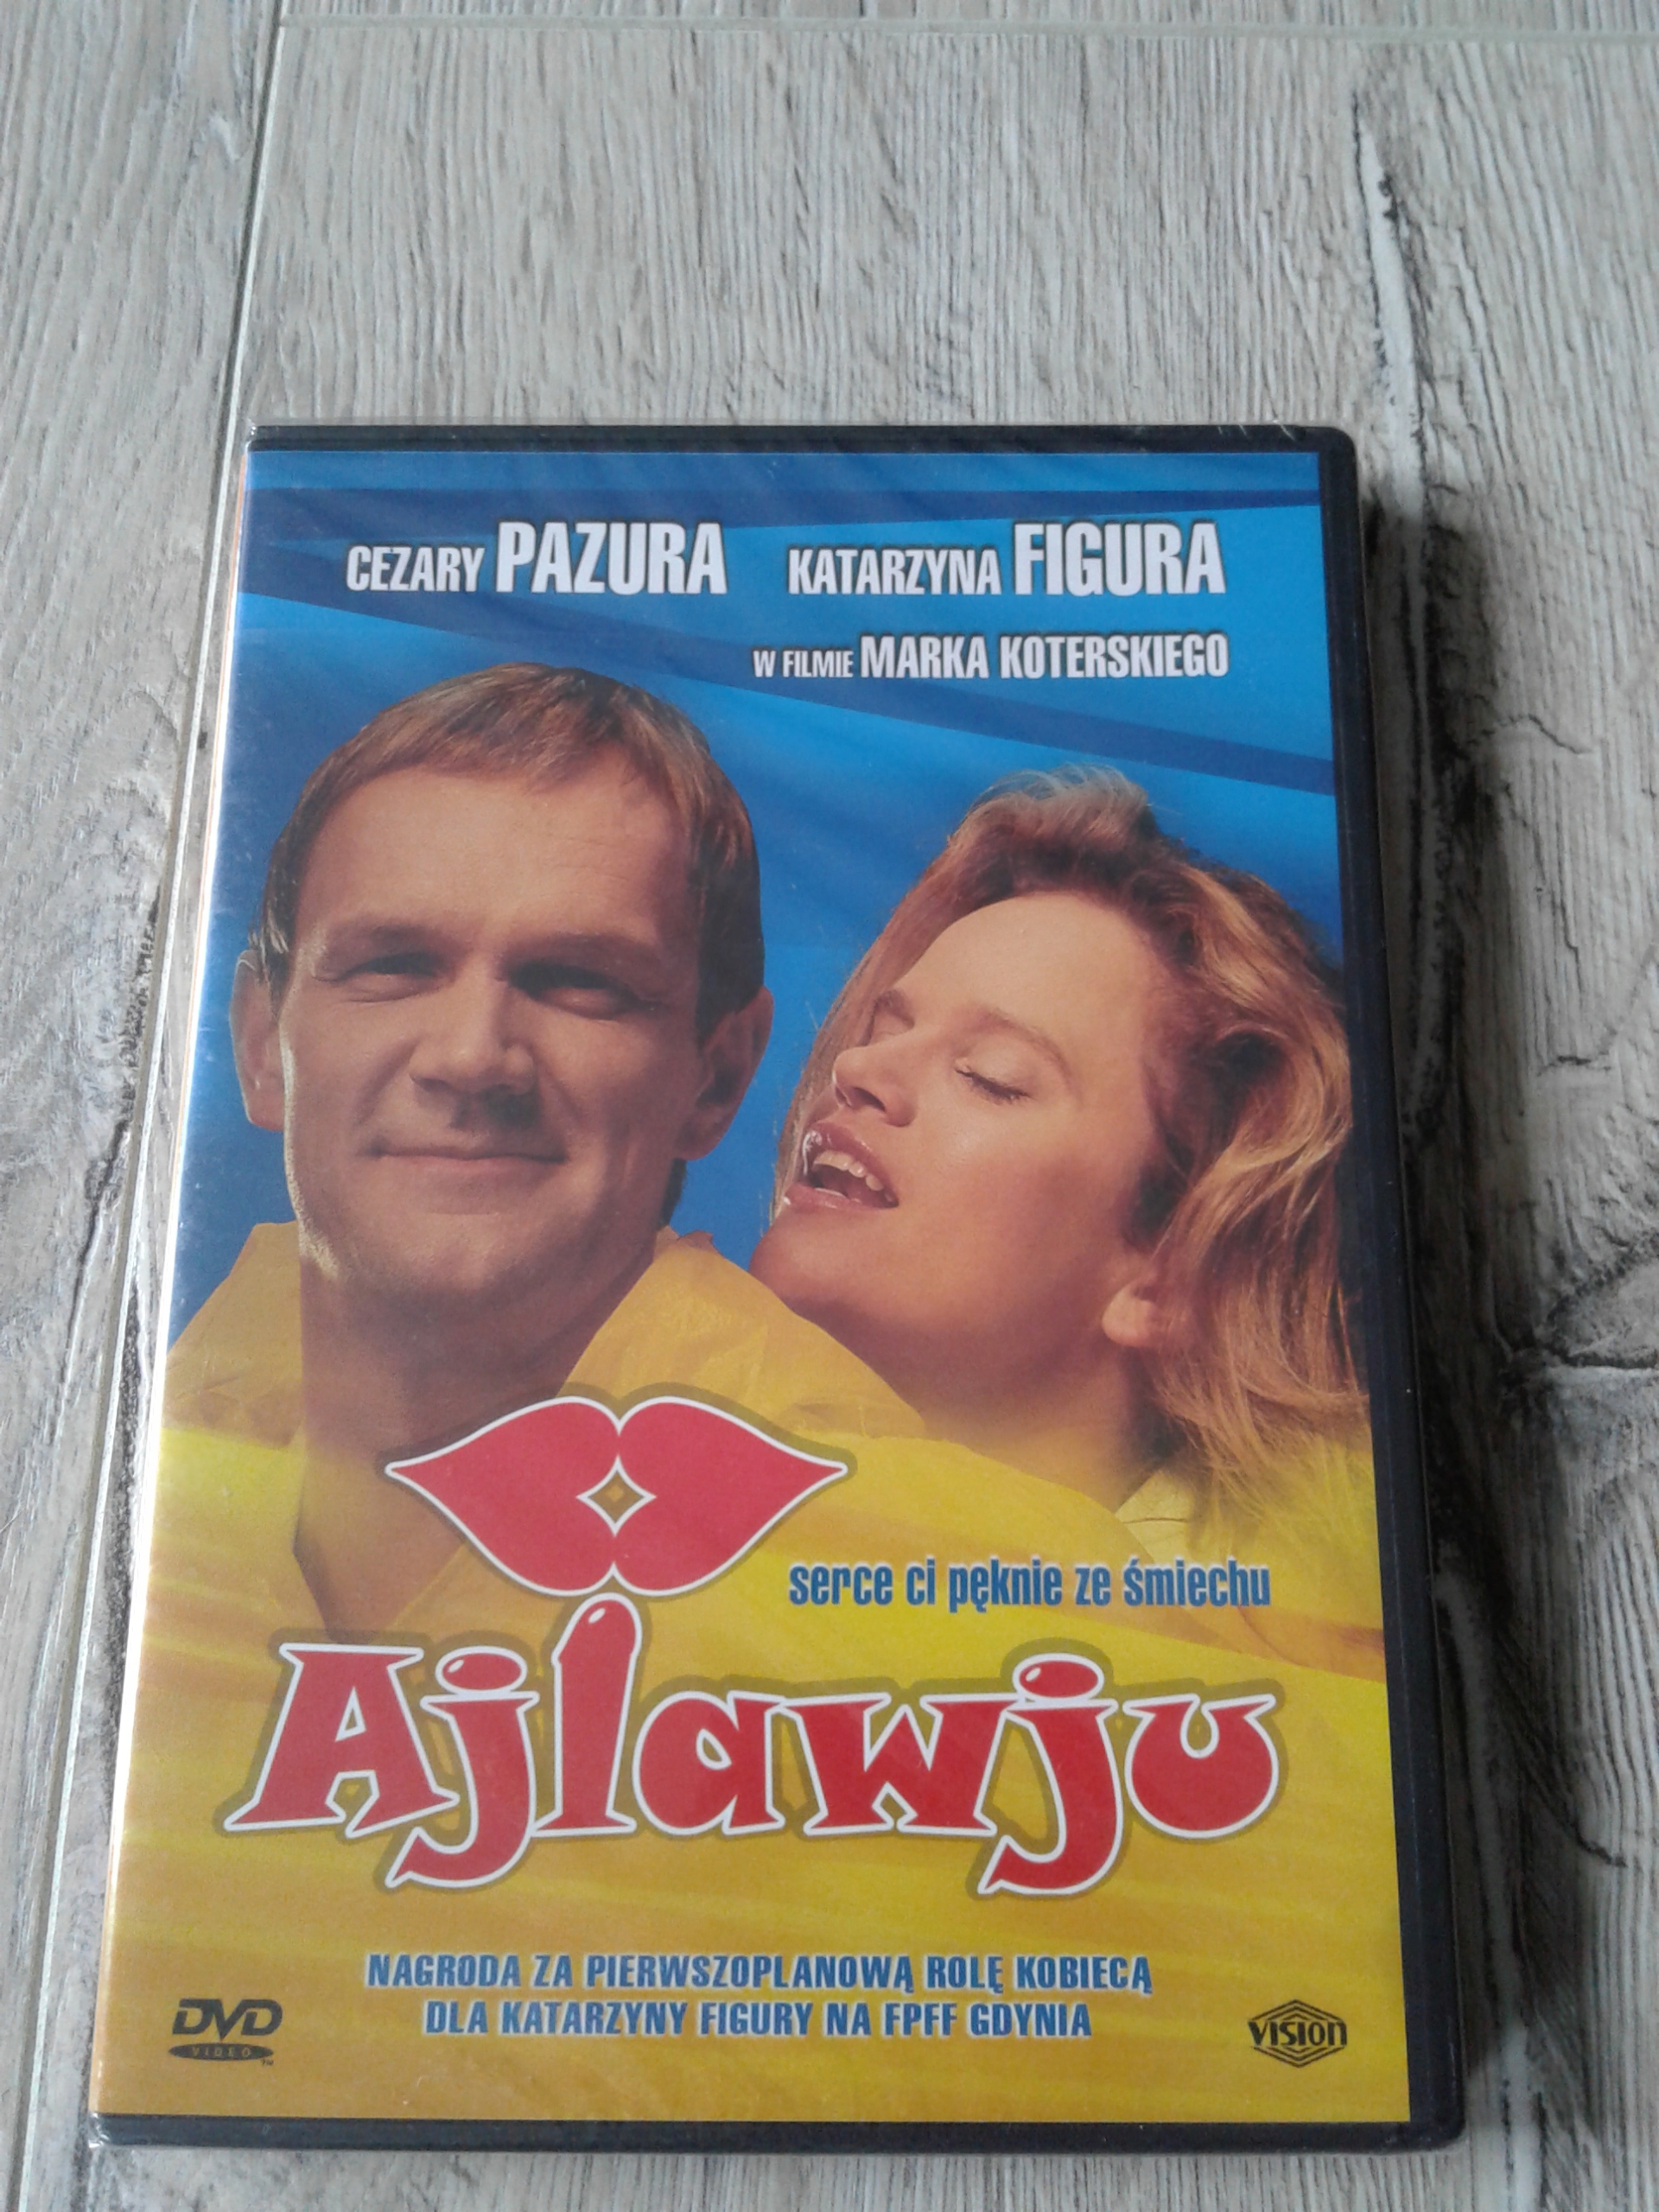 CEZARY PAZURA KATARZYNA FIGURA
W FILMIE MARKA KOTERSKIEGO
serce ci pęknie ze śmiechu
Ajlawju
NAGRODA ZA PIERWSZOPLANOWĄ ROLĘ KOBIECĄ
DLA KATARZYNY FIGURY NA FPFF GDYNIA
DVD
VIDEO TM
VISION